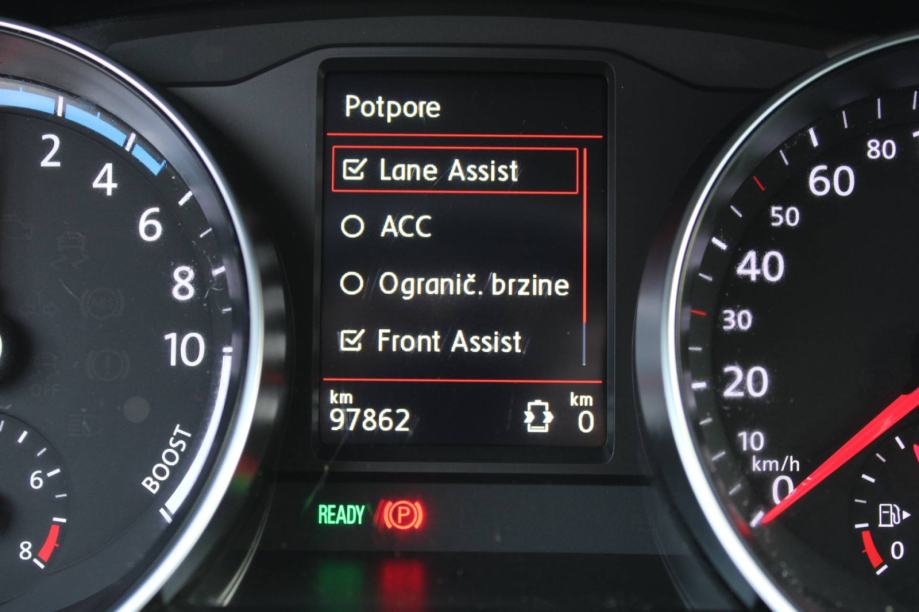 Potpore
Lane Assist
ACC
Ogranič. brzine
Front Assist
km
97862
km
0
READY
P
2
4
6
8
10
BOOST
6
8
80
60
50
40
30
20
10
km/h
0
0